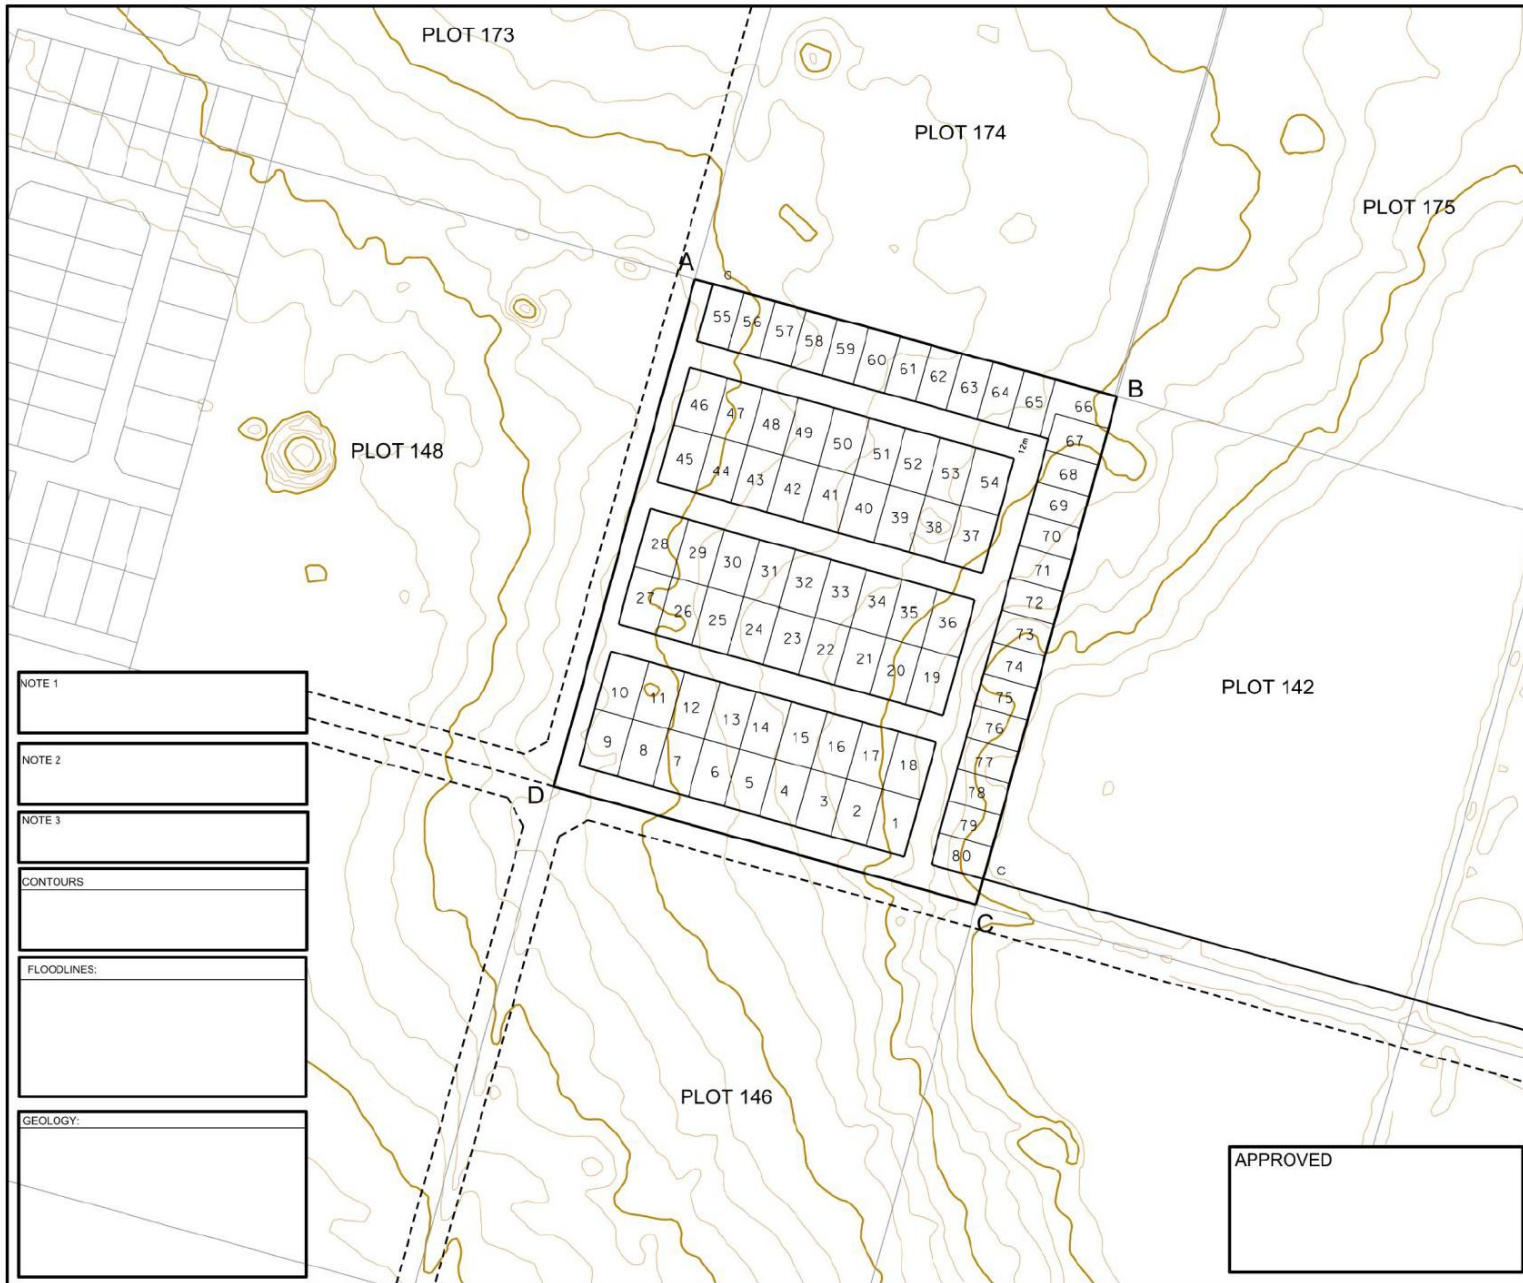 PLOT 173
PLOT 174
PLOT 175
A
B
55 56 57 58 59 60 61 62 63 64 65 66
46 47 48 49 50 51 52 53 54
12m
67
45 44 43 42 41 40 39 38 37
68
69
70
71
72
73
74
75
76
77
78
79
80
28 29 30 31 32 33 34 35 36
27 26 25 24 23 22 21 20 19
10 11 12 13 14 15 16 17 18
9 8 7 6 5 4 3 2 1
C
C
D
PLOT 148
PLOT 142
PLOT 146
NOTE 1
NOTE 2
NOTE 3
CONTOURS
FLOODLINES:
GEOLOGY:
APPROVED